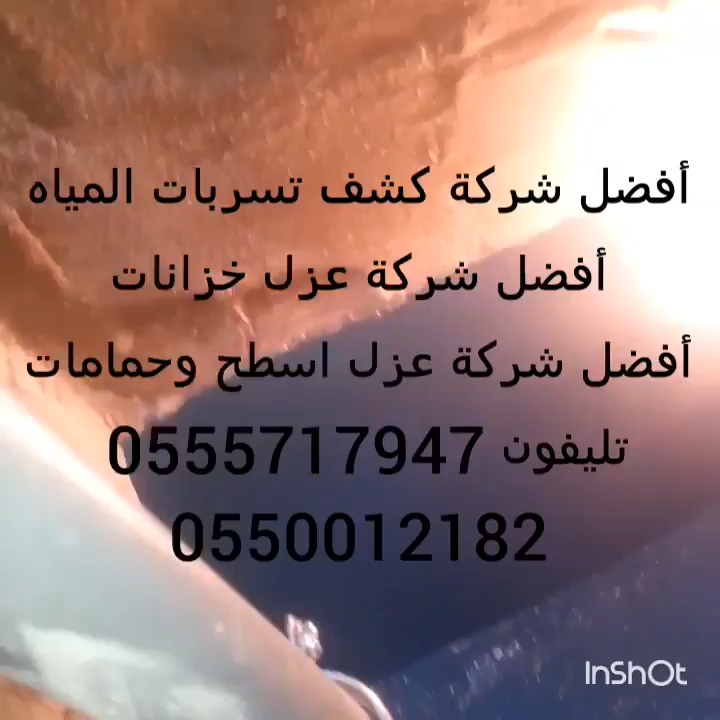 أفضل شركة كشف تسربات المياه
أفضل شركة عزل خزانات
أفضل شركة عزل اسطح وحمامات
تليفون 0555717947
0550012182
InShOt